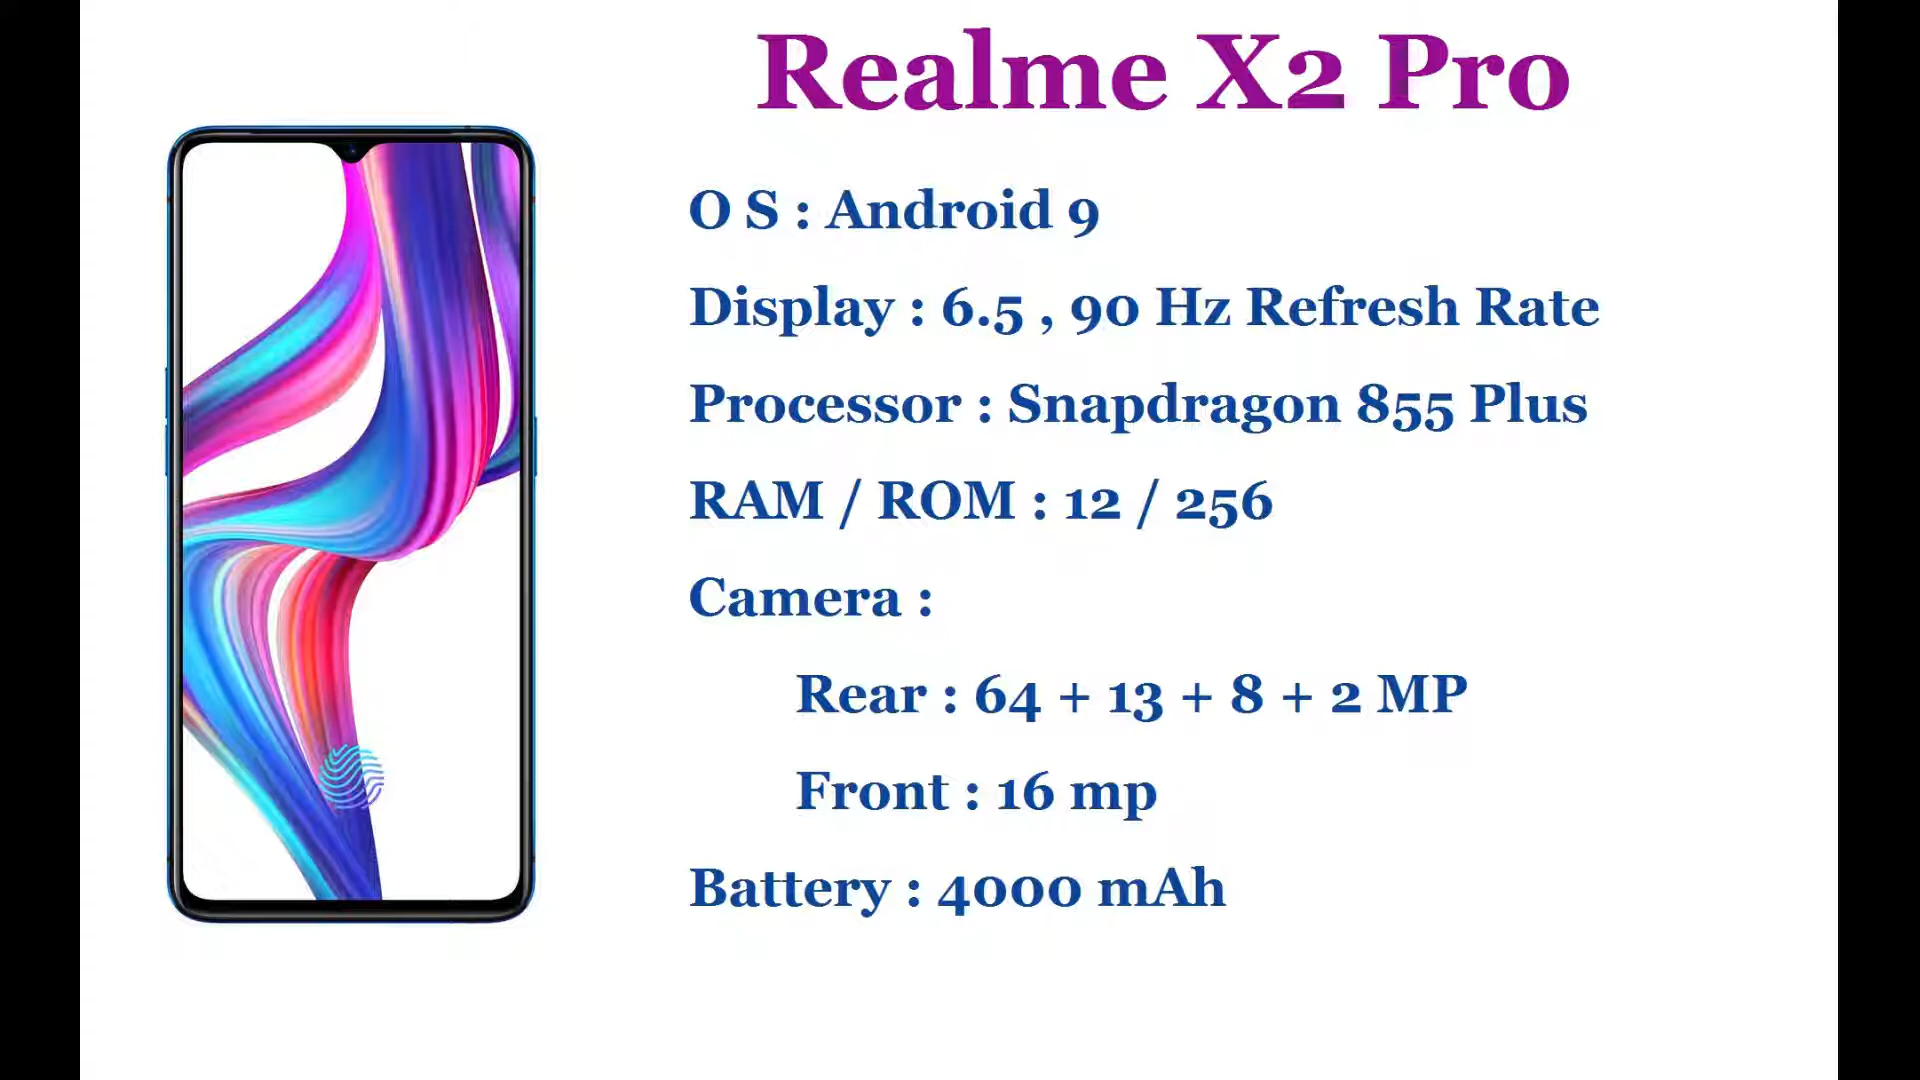 Realme X2 Pro
O S : Android 9
Display : 6.5 , 90 Hz Refresh Rate
Processor : Snapdragon 855 Plus
RAM / ROM : 12 / 256
Camera :
Rear : 64 + 13 + 8 + 2 MP
Front : 16 mp
Battery : 4000 mAh